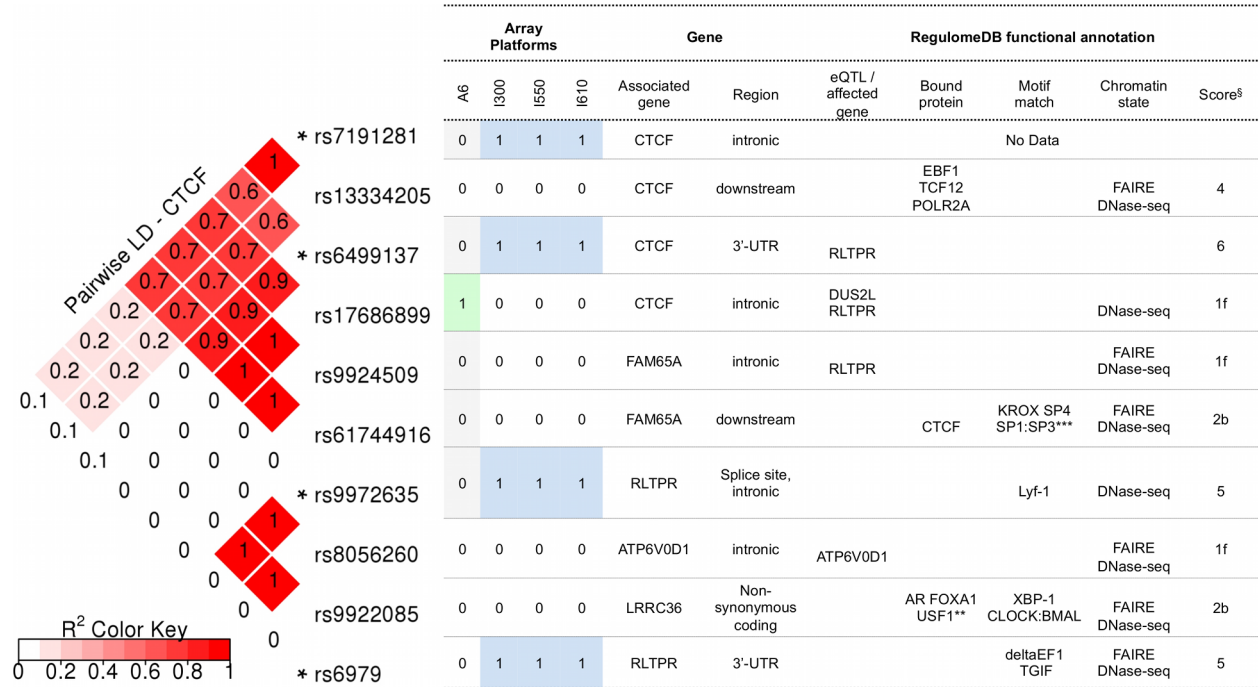 Pairwise LD - CTCF
* rs7191281
1
0.6
rs13334205
0.7 0.6
0.7 0.7
* rs6499137
0.7 0.7 0.9
0.2 0.7 0.9
rs17686899
0.2 0.2 0.9 1
0.2 0.2 0 1
rs9924509
0.1 0.2 0 0 1
0.1 0 0 0
rs61744916
0.1 0 0 0
0 0 0
* rs9972635
0 0 1
0 1
rs8056260
0 1
0
rs9922085
0
* rs6979
R2 Color Key
0 0.2 0.4 0.6 0.8 1
Array Platforms Gene RegulomeDB functional annotation
A6 I300 I550 I610 Associated gene Region eQTL / affected gene Bound protein Motif match Chromatin state Score§
0 1 1 1 CTCF intronic No Data
0 0 0 0 CTCF downstream EBF1 TCF12 POLR2A FAIRE DNase-seq 4
0 1 1 1 CTCF 3'-UTR RLTPR 6
1 0 0 0 CTCF intronic DUS2L RLTPR DNase-seq 1f
0 0 0 0 FAM65A intronic RLTPR FAIRE DNase-seq 1f
0 0 0 0 FAM65A downstream CTCF KROX SP4 SP1:SP3*** FAIRE DNase-seq 2b
0 1 1 1 RLTPR Splice site, intronic Lyf-1 DNase-seq 5
0 0 0 0 ATP6V0D1 intronic ATP6V0D1 FAIRE DNase-seq 1f
0 0 0 0 LRRC36 Non-synonymous coding AR FOXA1 USF1** XBP-1 CLOCK:BMAL FAIRE DNase-seq 2b
0 1 1 1 RLTPR 3'-UTR deltaEF1 TGIF FAIRE DNase-seq 5